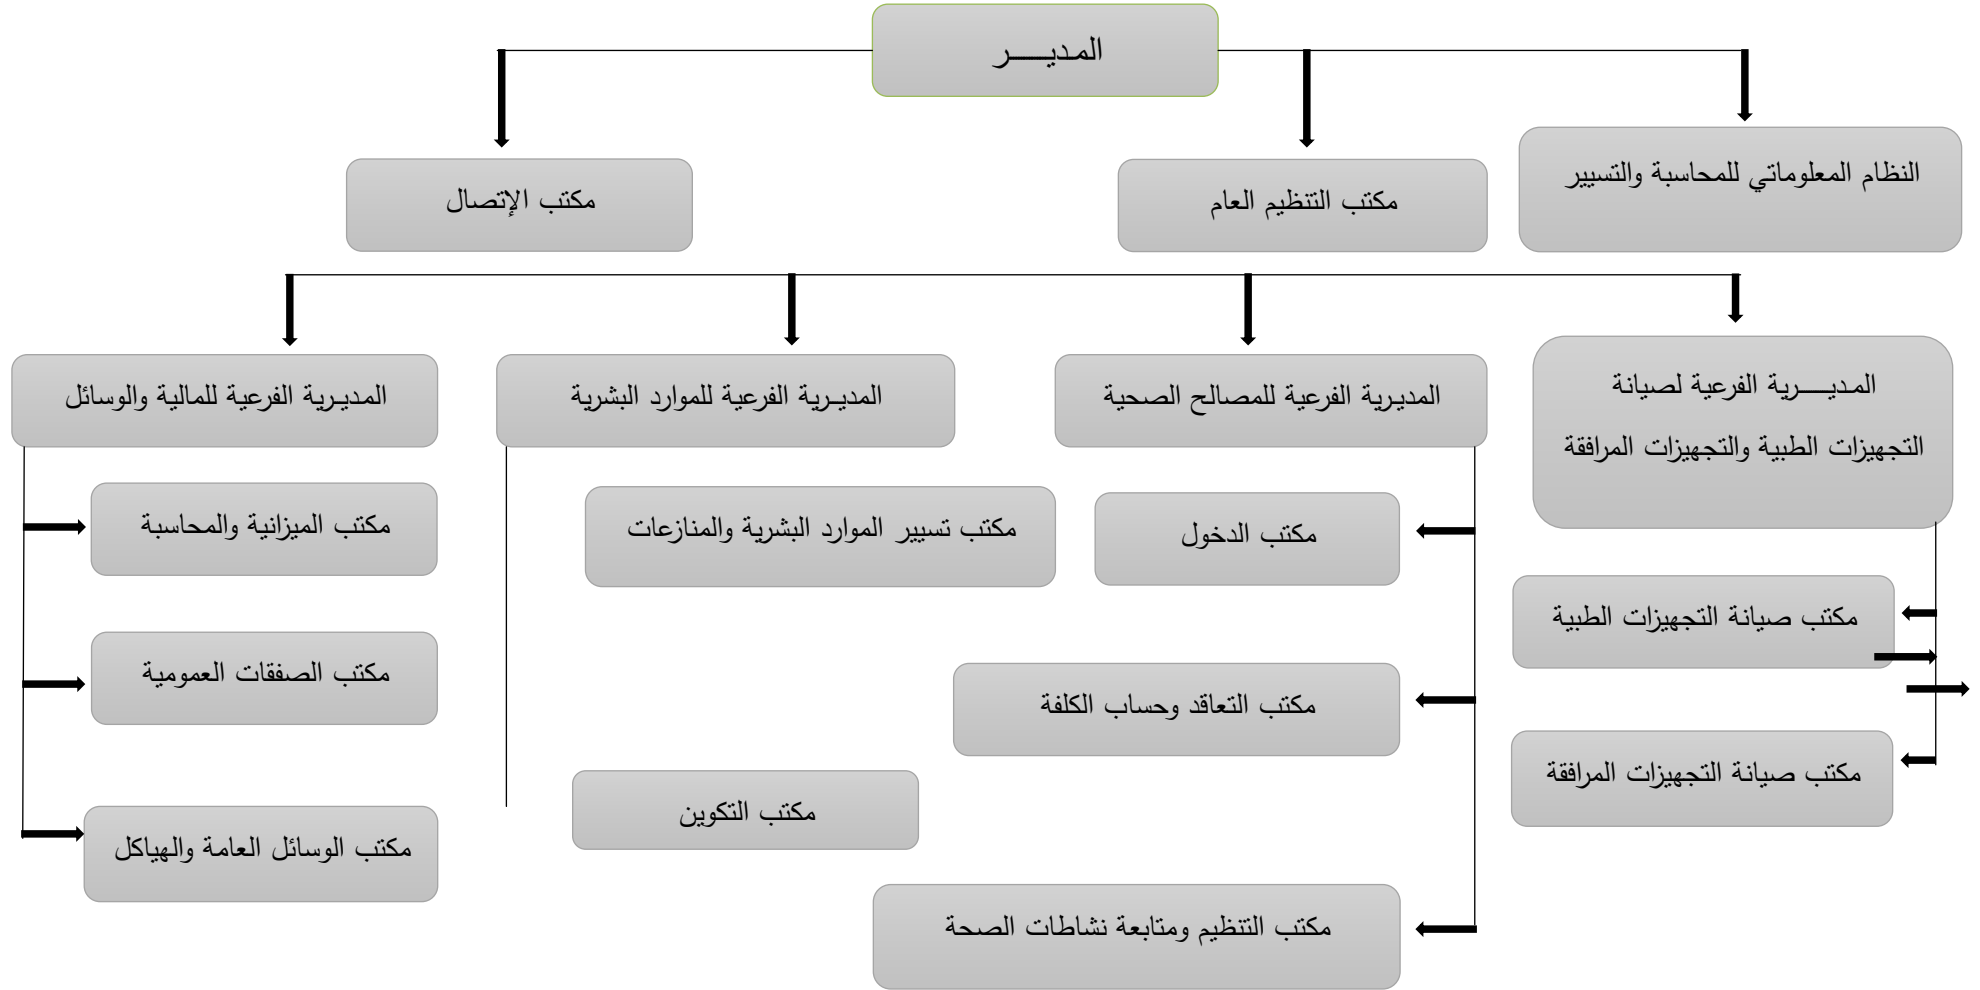 المديـــــر
النظام المعلوماتي للمحاسبة والتسيير
مكتب التنظيم العام
مكتب الإتصال
المديـــرية الفرعية لصيانة
التجهيزات الطبية والتجهيزات المرافقة
المديرية الفرعية للمصالح الصحية
المديرية الفرعية للموارد البشرية
المديرية الفرعية للمالية والوسائل
مكتب صيانة التجهيزات الطبية
مكتب صيانة التجهيزات المرافقة
مكتب الدخول
مكتب التعاقد وحساب الكلفة
مكتب التنظيم ومتابعة نشاطات الصحة
مكتب تسيير الموارد البشرية والمنازعات
مكتب التكوين
مكتب الميزانية والمحاسبة
مكتب الصفقات العمومية
مكتب الوسائل العامة والهياكل